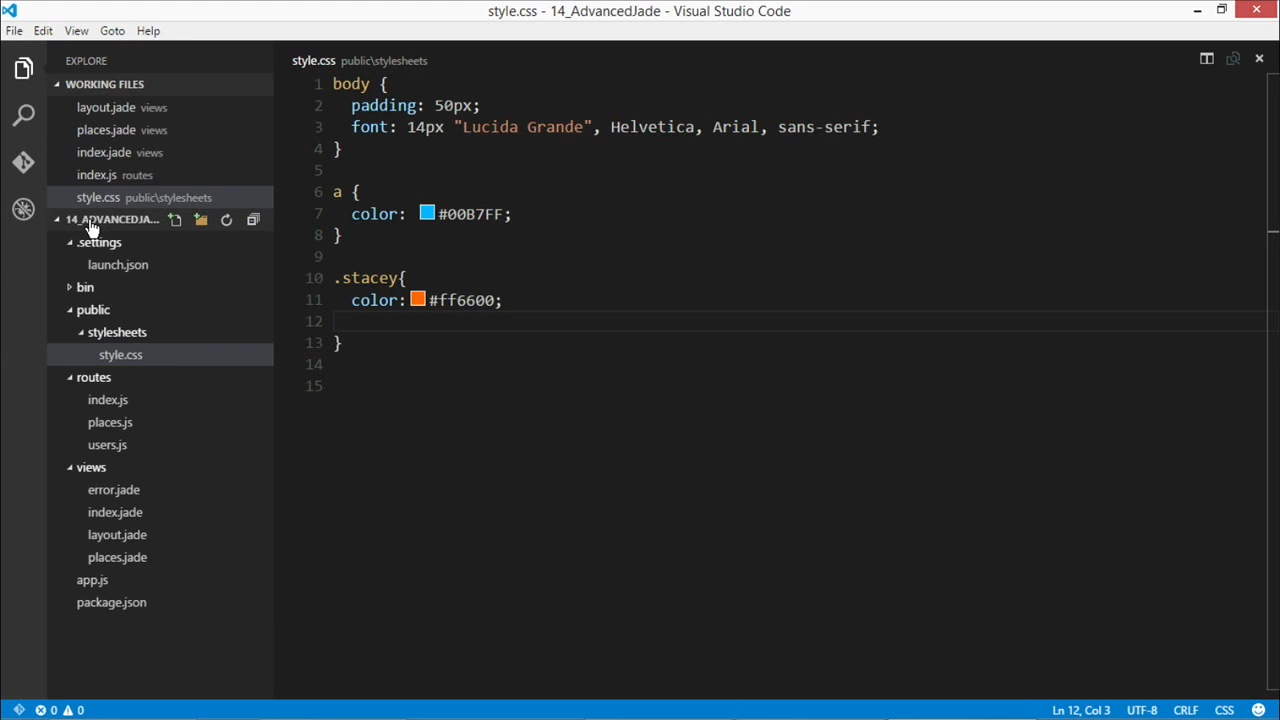 style.css - 14_AdvancedJade - Visual Studio Code
File Edit View Goto Help
EXPLORE
WORKING FILES
layout.jade views
places.jade views
index.jade views
index.js routes
style.css public\stylesheets
14_ADVANCEDJA...
.settings
launch.json
bin
public
stylesheets
style.css
routes
index.js
places.js
users.js
views
error.jade
index.jade
layout.jade
places.jade
app.js
package.json
style.css public\stylesheets
1 body {
2 padding: 50px;
3 font: 14px "Lucida Grande", Helvetica, Arial, sans-serif;
4 }
5
6 a {
7 color: #00B7FF;
8 }
9
10 .stacey{
11 color: #ff6600;
12
13 }
14
15
0 0
Ln 12, Col 3 UTF-8 CRLF CSS